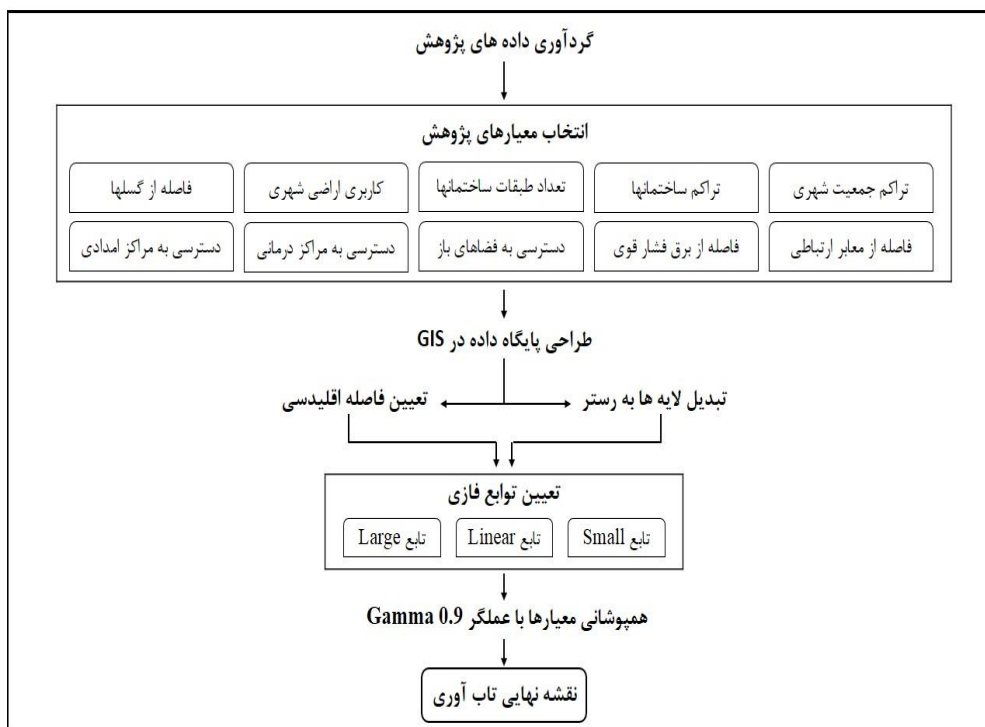 گردآوری داده های پژوهش
انتخاب معیارهای پژوهش
تراکم جمعیت شهری
تراکم ساختمانها
تعداد طبقات ساختمانها
کاربری اراضی شهری
فاصله از گسلها
فاصله از معابر ارتباطی
فاصله از برق فشار قوی
دسترسی به فضاهای باز
دسترسی به مراکز درمانی
دسترسی به مراکز امدادی
طراحی پایگاه داده در GIS
تبدیل لایه ها به رستر
تعیین فاصله اقلیدسی
تعیین توابع فازی
تابع Small
تابع Linear
تابع Large
همپوشانی معیارها با عملگر Gamma 0.9
نقشه نهایی تاب آوری